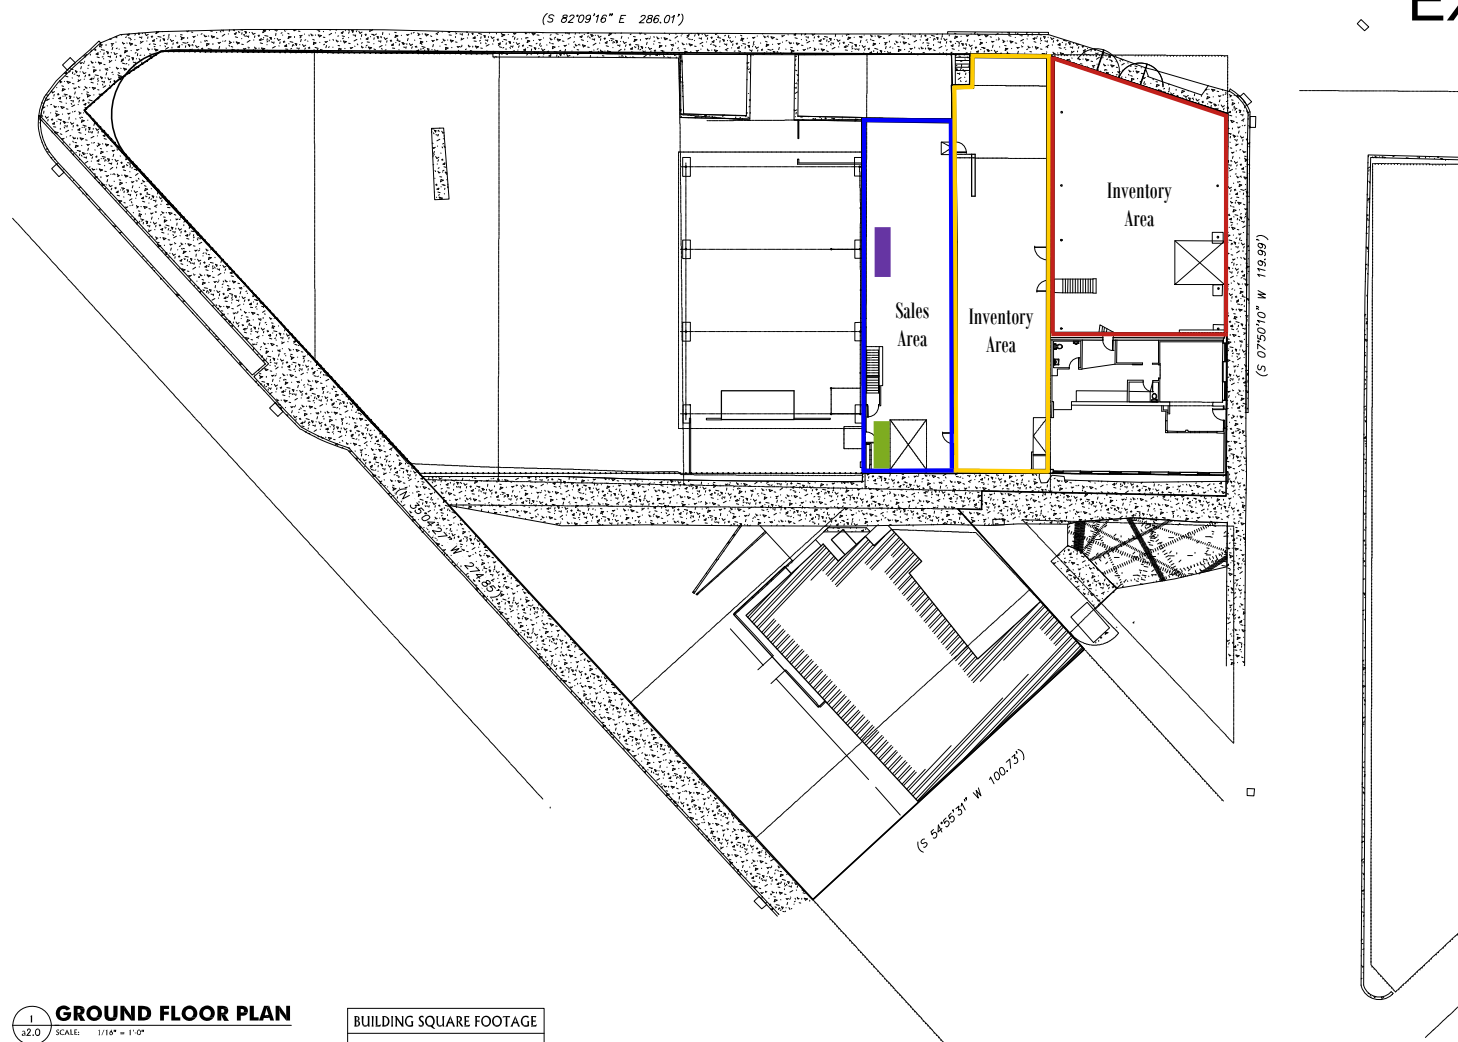 (S 82°09'16" E 286.01')
EX
Inventory
Area
Sales
Area
Inventory
Area
(S 07°50'10" W 119.99')
(N 35°04'27" W 274.85')
(S 54°55'31" W 100.73')
1
a2.0
GROUND FLOOR PLAN
SCALE: 1/16" = 1'-0"
BUILDING SQUARE FOOTAGE